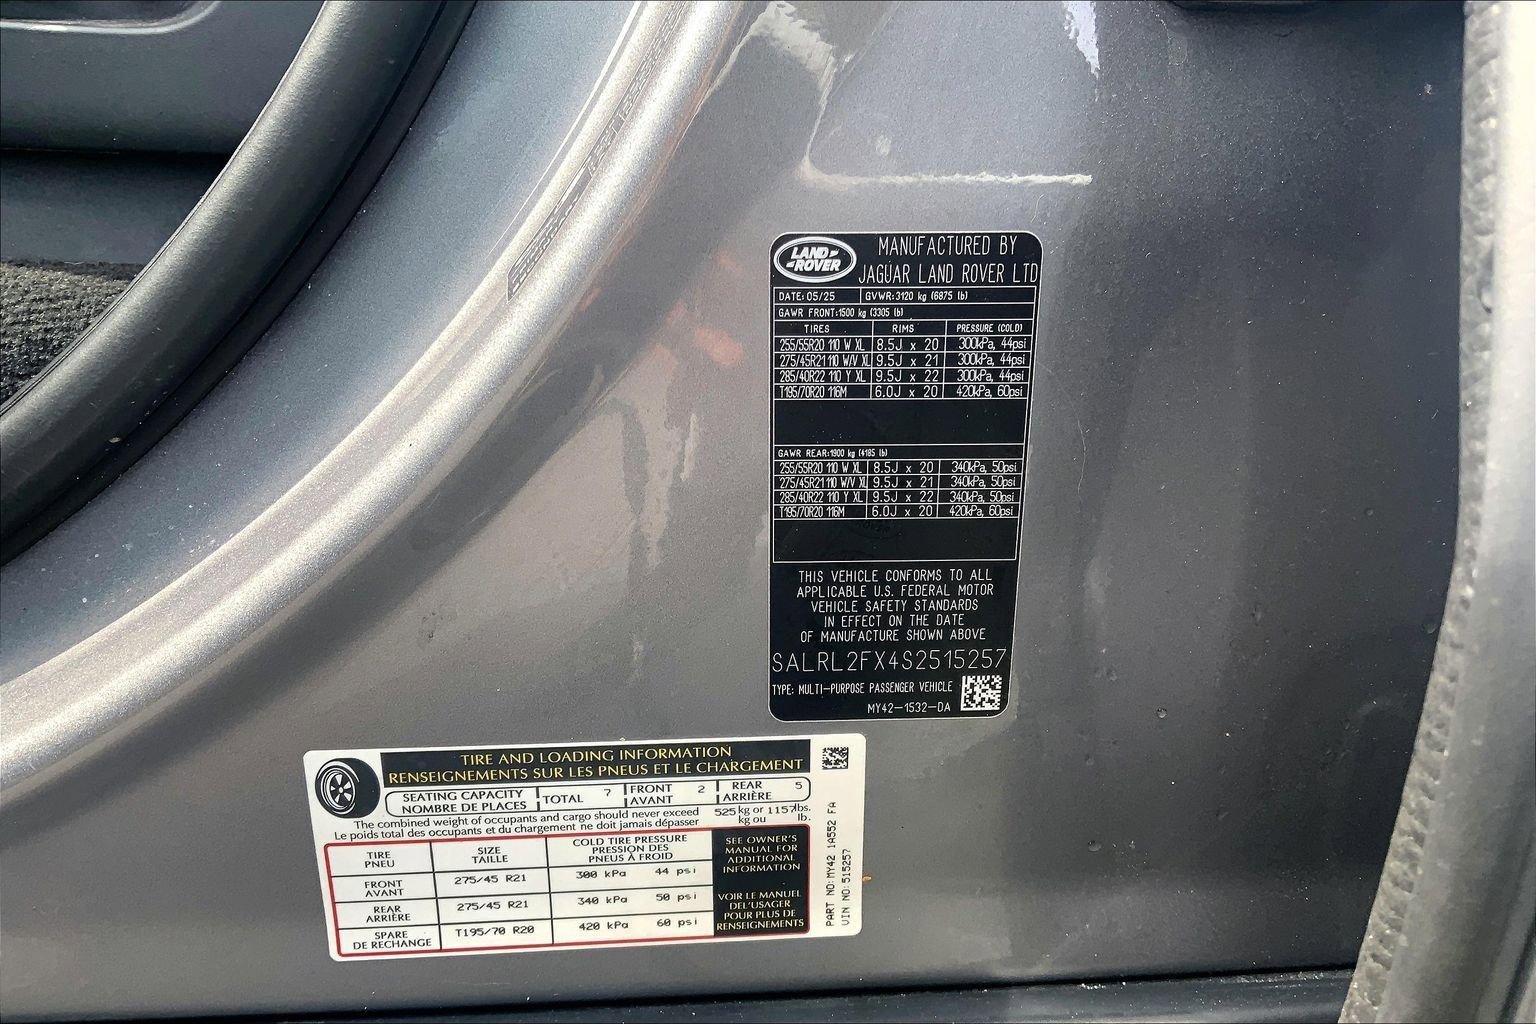 LAND ROVER
MANUFACTURED BY
JAGUAR LAND ROVER LTD
DATE: 05/25 GVWR: 3120 kg (6875 lb)
GAWR FRONT: 1500 kg (3305 lb)
TIRES RIMS PRESSURE (COLD)
255/55R20 110 W XL 8.5J x 20 300kPa, 44psi
275/45R21 110 W/V XL 9.5J x 21 300kPa, 44psi
285/40R22 110 Y XL 9.5J x 22 300kPa, 44psi
T195/70R20 116M 6.0J x 20 420kPa, 60psi
GAWR REAR: 1900 kg (4185 lb)
255/55R20 110 W XL 8.5J x 20 340kPa, 50psi
275/45R21 110 W/V XL 9.5J x 21 340kPa, 50psi
285/40R22 110 Y XL 9.5J x 22 340kPa, 50psi
T195/70R20 116M 6.0J x 20 420kPa, 60psi
THIS VEHICLE CONFORMS TO ALL
APPLICABLE U.S. FEDERAL MOTOR
VEHICLE SAFETY STANDARDS
IN EFFECT ON THE DATE
OF MANUFACTURE SHOWN ABOVE
SALRL2FX4S2515257
TYPE: MULTI-PURPOSE PASSENGER VEHICLE
MY42-1532-DA
TIRE AND LOADING INFORMATION
RENSEIGNEMENTS SUR LES PNEUS ET LE CHARGEMENT
SEATING CAPACITY
NOMBRE DE PLACES
TOTAL 7
FRONT 2
AVANT
REAR 5
ARRIÈRE
The combined weight of occupants and cargo should never exceed 525 kg or 1157 lbs.
Le poids total des occupants et du chargement ne doit jamais dépasser kg ou lb.
TIRE
PNEU
SIZE
TAILLE
COLD TIRE PRESSURE
PRESSION DES
PNEUS À FROID
FRONT
AVANT
275/45 R21 300 kPa 44 psi
REAR
ARRIÈRE
275/45 R21 340 kPa 50 psi
SPARE
DE RECHANGE
T195/70 R20 420 kPa 60 psi
SEE OWNER'S
MANUAL FOR
ADDITIONAL
INFORMATION
VOIR LE MANUEL
DEL'USAGER
POUR PLUS DE
RENSEIGNEMENTS
PART NO: MY42 1A552 FA
VIN NO: 515257